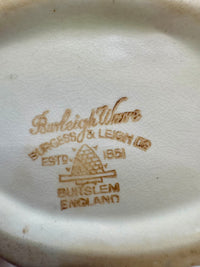 Burleigh Ware
BURGESS & LEIGH LTD
ESTD. 1851
BURSLEM
ENGLAND